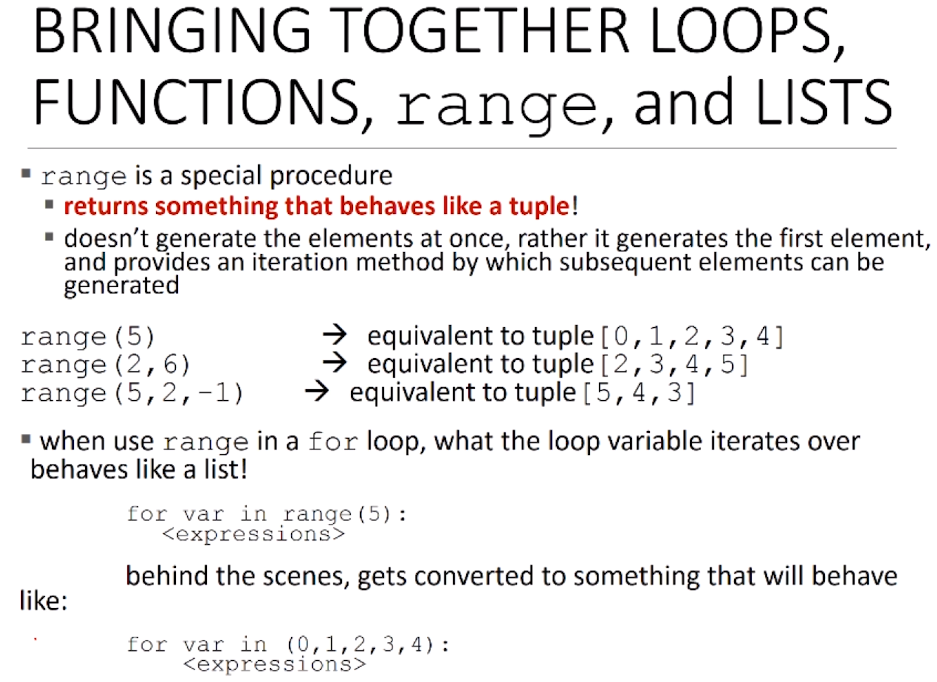 BRINGING TOGETHER LOOPS,
FUNCTIONS, range, and LISTS
▪ range is a special procedure
▪ returns something that behaves like a tuple!
▪ doesn't generate the elements at once, rather it generates the first element,
and provides an iteration method by which subsequent elements can be
generated
range(5) → equivalent to tuple [0,1,2,3,4]
range(2,6) → equivalent to tuple [2,3,4,5]
range(5,2,-1) → equivalent to tuple [5,4,3]
▪ when use range in a for loop, what the loop variable iterates over
behaves like a list!
for var in range(5):
<expressions>
behind the scenes, gets converted to something that will behave
like:
for var in (0,1,2,3,4):
<expressions>